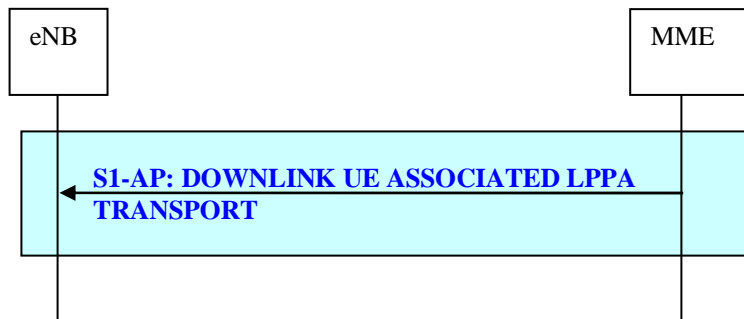 eNB
MME
S1-AP: DOWNLINK UE ASSOCIATED LPPA
TRANSPORT